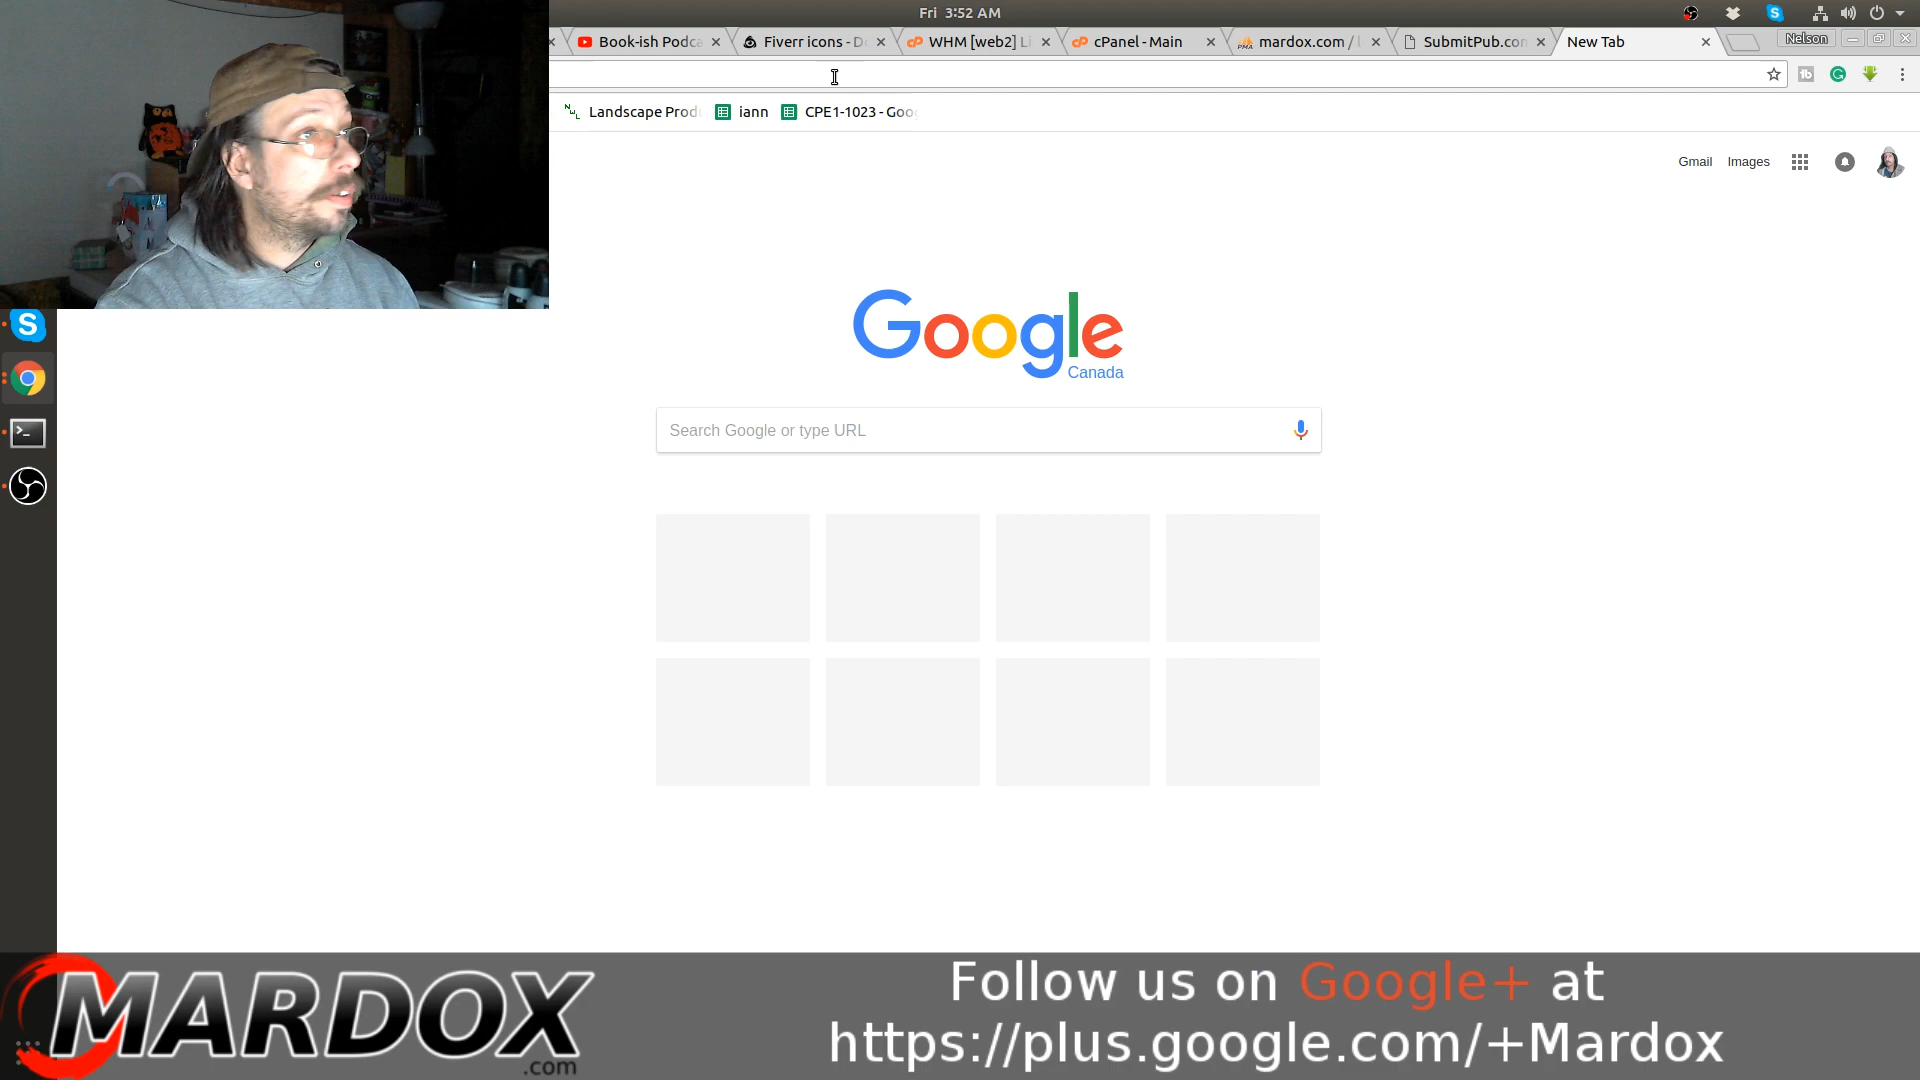 Fri 3:52 AM
Book-ish Podca
Fiverr icons - Do
WHM [web2] Li
cPanel - Main
mardox.com / l
SubmitPub.com
New Tab
Nelson
Landscape Prod
iann
CPE1-1023 - Goog
Gmail
Images
Google
Canada
Search Google or type URL
MARDOX
.com
Follow us on Google+ at
https://plus.google.com/+Mardox